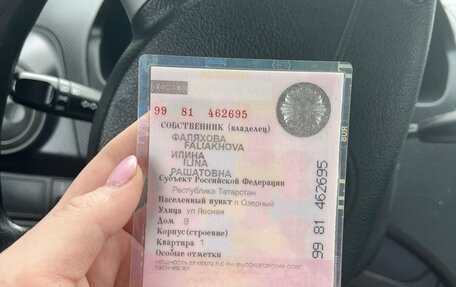 99 81 462695
СОБСТВЕННИК (владелец)
ФАЛЯХОВА
FALIAKHOVA
ИЛИНА
ILINA
РАШАТОВНА
Субъект Российской Федерации
Республика Татарстан
Населенный пункт п Озерный
Улица ул Лесная
Дом 9
Корпус(строение)
Квартира 1
Особые отметки
RUS
99 81 462695